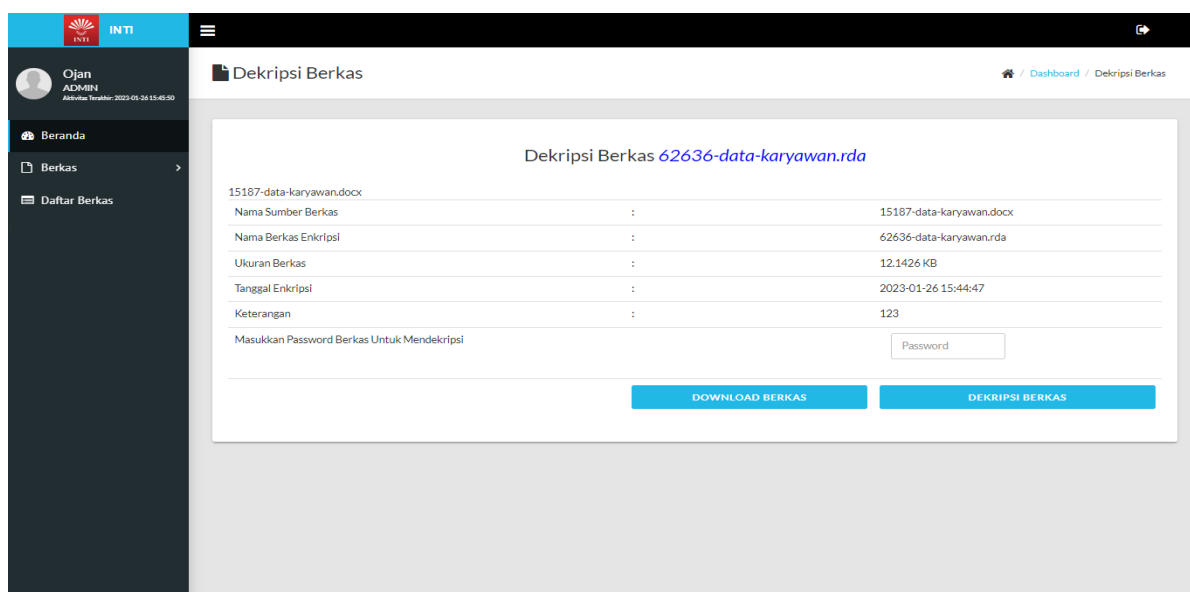 INTI
INTI
Ojan
ADMIN
Aktivitas Terakhir: 2023-01-26 15:45:50
Beranda
Berkas
Daftar Berkas
Dekripsi Berkas
/ Dashboard / Dekripsi Berkas
Dekripsi Berkas 62636-data-karyawan.rda
15187-data-karyawan.docx
Nama Sumber Berkas : 15187-data-karyawan.docx
Nama Berkas Enkripsi : 62636-data-karyawan.rda
Ukuran Berkas : 12.1426 KB
Tanggal Enkripsi : 2023-01-26 15:44:47
Keterangan : 123
Masukkan Password Berkas Untuk Mendekripsi Password
DOWNLOAD BERKAS DEKRIPSI BERKAS